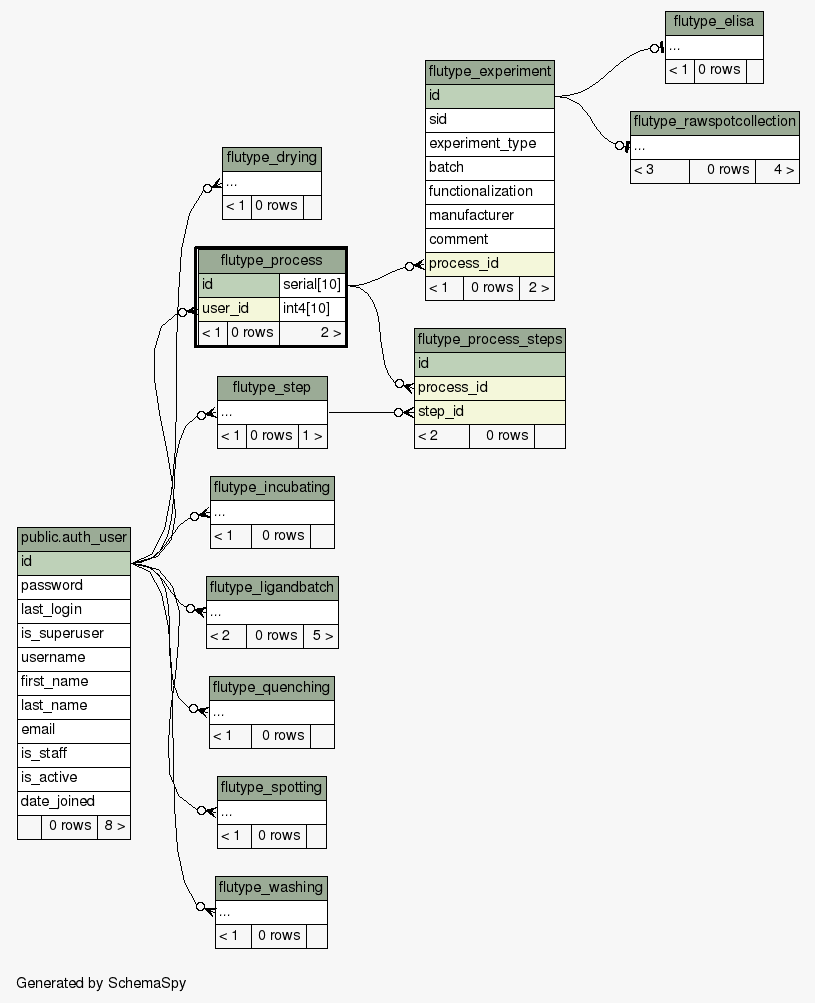 flutype_elisa
...
< 1 0 rows
flutype_experiment
id
sid
experiment_type
batch
functionalization
manufacturer
comment
process_id
< 1 0 rows 2 >
flutype_rawspotcollection
...
< 3 0 rows 4 >
flutype_drying
...
< 1 0 rows
flutype_process
id serial[10]
user_id int4[10]
< 1 0 rows 2 >
flutype_process_steps
id
process_id
step_id
< 2 0 rows
flutype_step
...
< 1 0 rows 1 >
flutype_incubating
...
< 1 0 rows
public.auth_user
id
password
last_login
is_superuser
username
first_name
last_name
email
is_staff
is_active
date_joined
0 rows 8 >
flutype_ligandbatch
...
< 2 0 rows 5 >
flutype_quenching
...
< 1 0 rows
flutype_spotting
...
< 1 0 rows
flutype_washing
...
< 1 0 rows
Generated by SchemaSpy